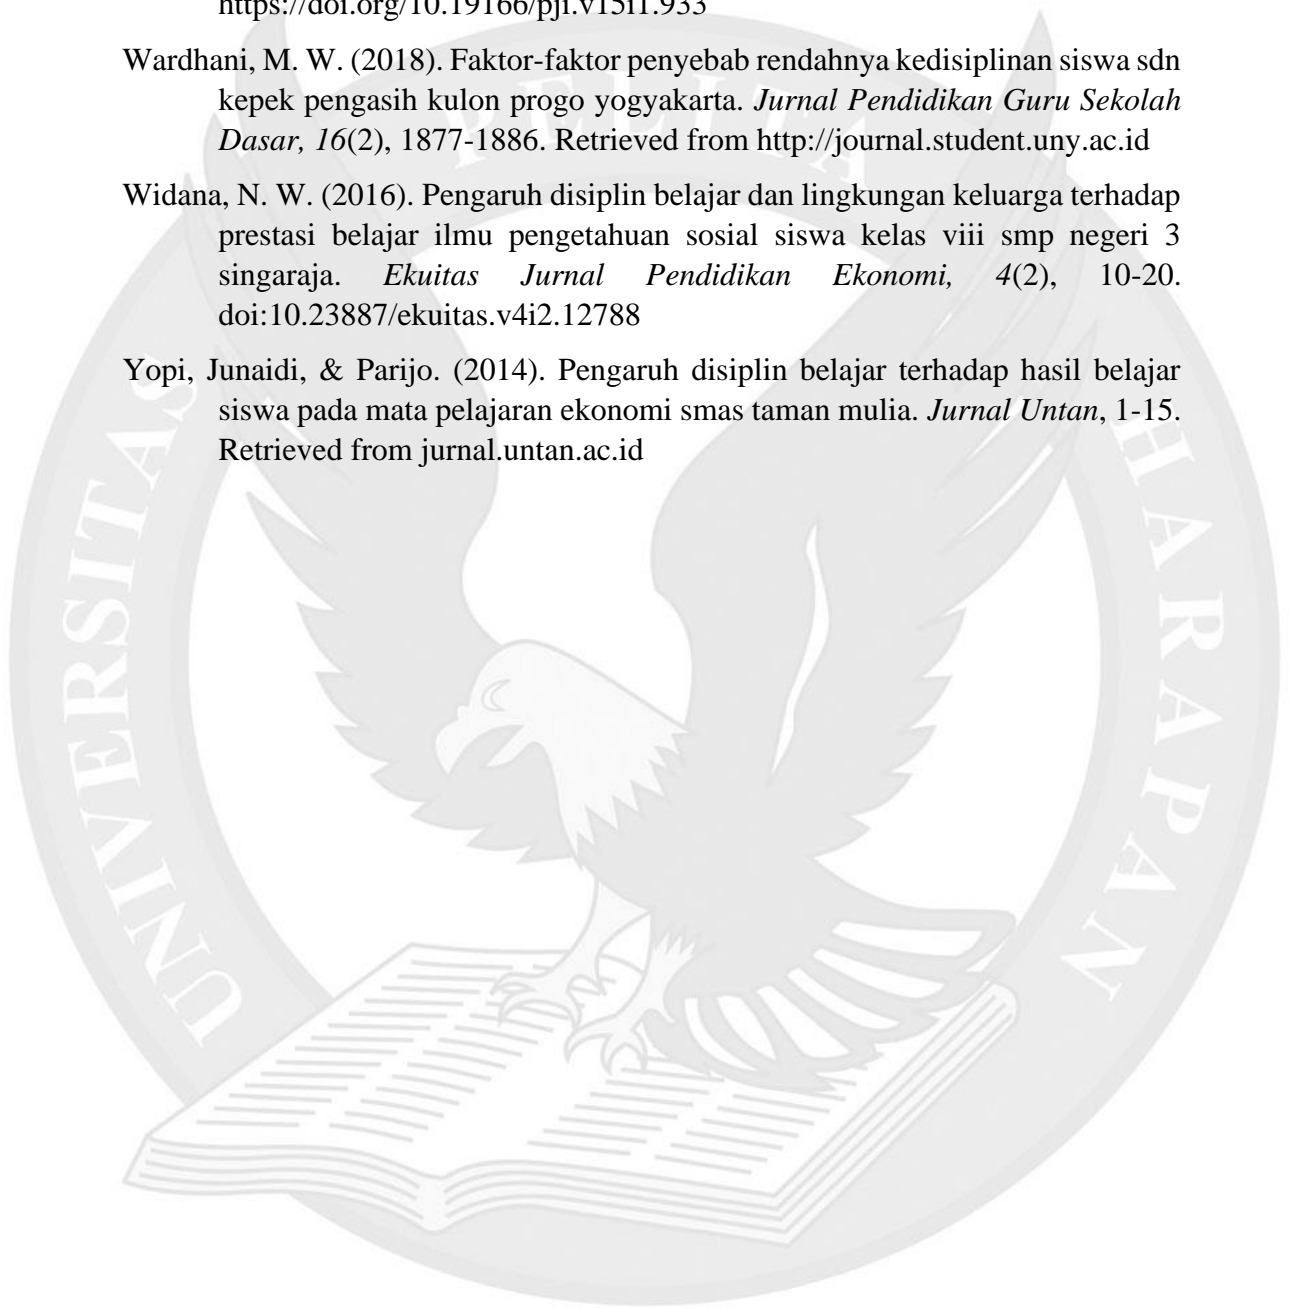 https://doi.org/10.19166/pji.v15i1.933
Wardhani, M. W. (2018). Faktor-faktor penyebab rendahnya kedisiplinan siswa sdn
kepek pengasih kulon progo yogyakarta. Jurnal Pendidikan Guru Sekolah
Dasar, 16(2), 1877-1886. Retrieved from http://journal.student.uny.ac.id
Widana, N. W. (2016). Pengaruh disiplin belajar dan lingkungan keluarga terhadap
prestasi belajar ilmu pengetahuan sosial siswa kelas viii smp negeri 3
singaraja. Ekuitas Jurnal Pendidikan Ekonomi, 4(2), 10-20.
doi:10.23887/ekuitas.v4i2.12788
Yopi, Junaidi, & Parijo. (2014). Pengaruh disiplin belajar terhadap hasil belajar
siswa pada mata pelajaran ekonomi smas taman mulia. Jurnal Untan, 1-15.
Retrieved from jurnal.untan.ac.id
UNIVERSITAS PELITA HARAPAN